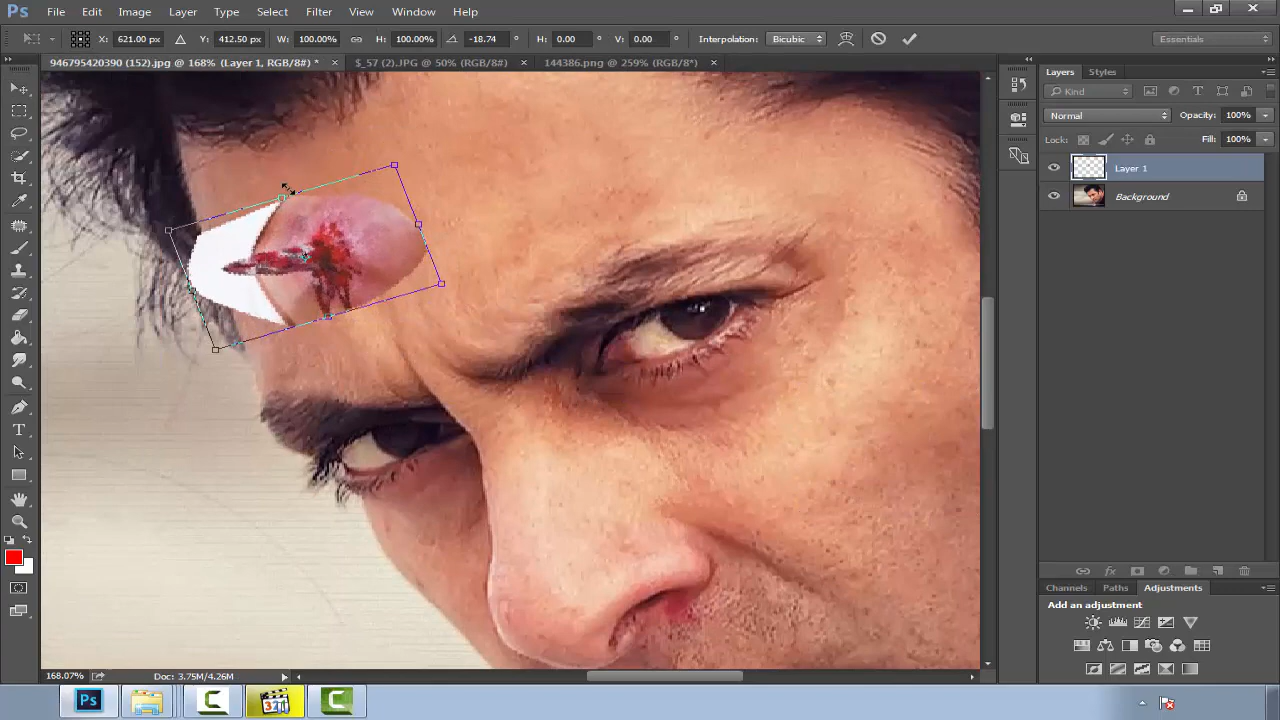 Ps File Edit Image Layer Type Select Filter View Window Help
X: 621.00 px Y: 412.50 px W: 100.00% H: 100.00% -18.74 ° H: 0.00 ° V: 0.00 ° Interpolation: Bicubic Essentials
946795420390 (152).jpg @ 168% (Layer 1, RGB/8#) * × $_57 (2).JPG @ 50% (RGB/8#) × 144386.png @ 259% (RGB/8*) ×
Layers Styles
Kind
Normal Opacity: 100%
Lock: Fill: 100%
Layer 1
Background
Channels Paths Adjustments
Add an adjustment
168.07% Doc: 3.75M/4.26M
Ps 321